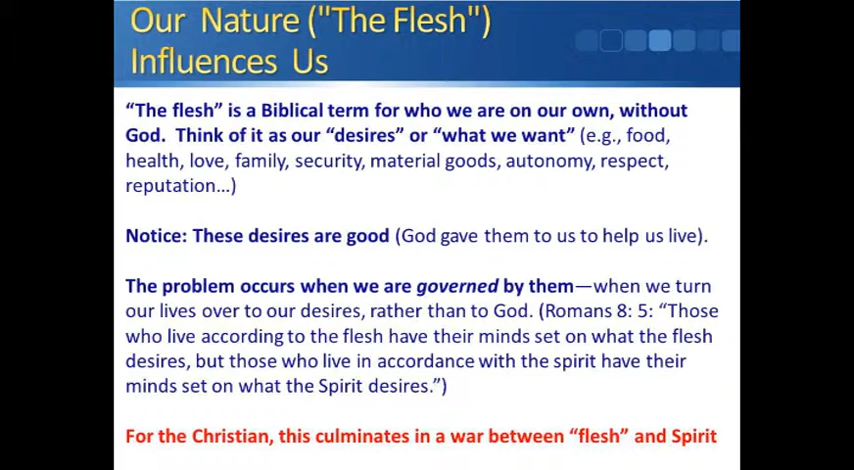 Our Nature ("The Flesh")
Influences Us
“The flesh” is a Biblical term for who we are on our own, without
God. Think of it as our “desires” or “what we want” (e.g., food,
health, love, family, security, material goods, autonomy, respect,
reputation…)
Notice: These desires are good (God gave them to us to help us live).
The problem occurs when we are governed by them—when we turn
our lives over to our desires, rather than to God. (Romans 8: 5: “Those
who live according to the flesh have their minds set on what the flesh
desires, but those who live in accordance with the spirit have their
minds set on what the Spirit desires.”)
For the Christian, this culminates in a war between “flesh” and Spirit